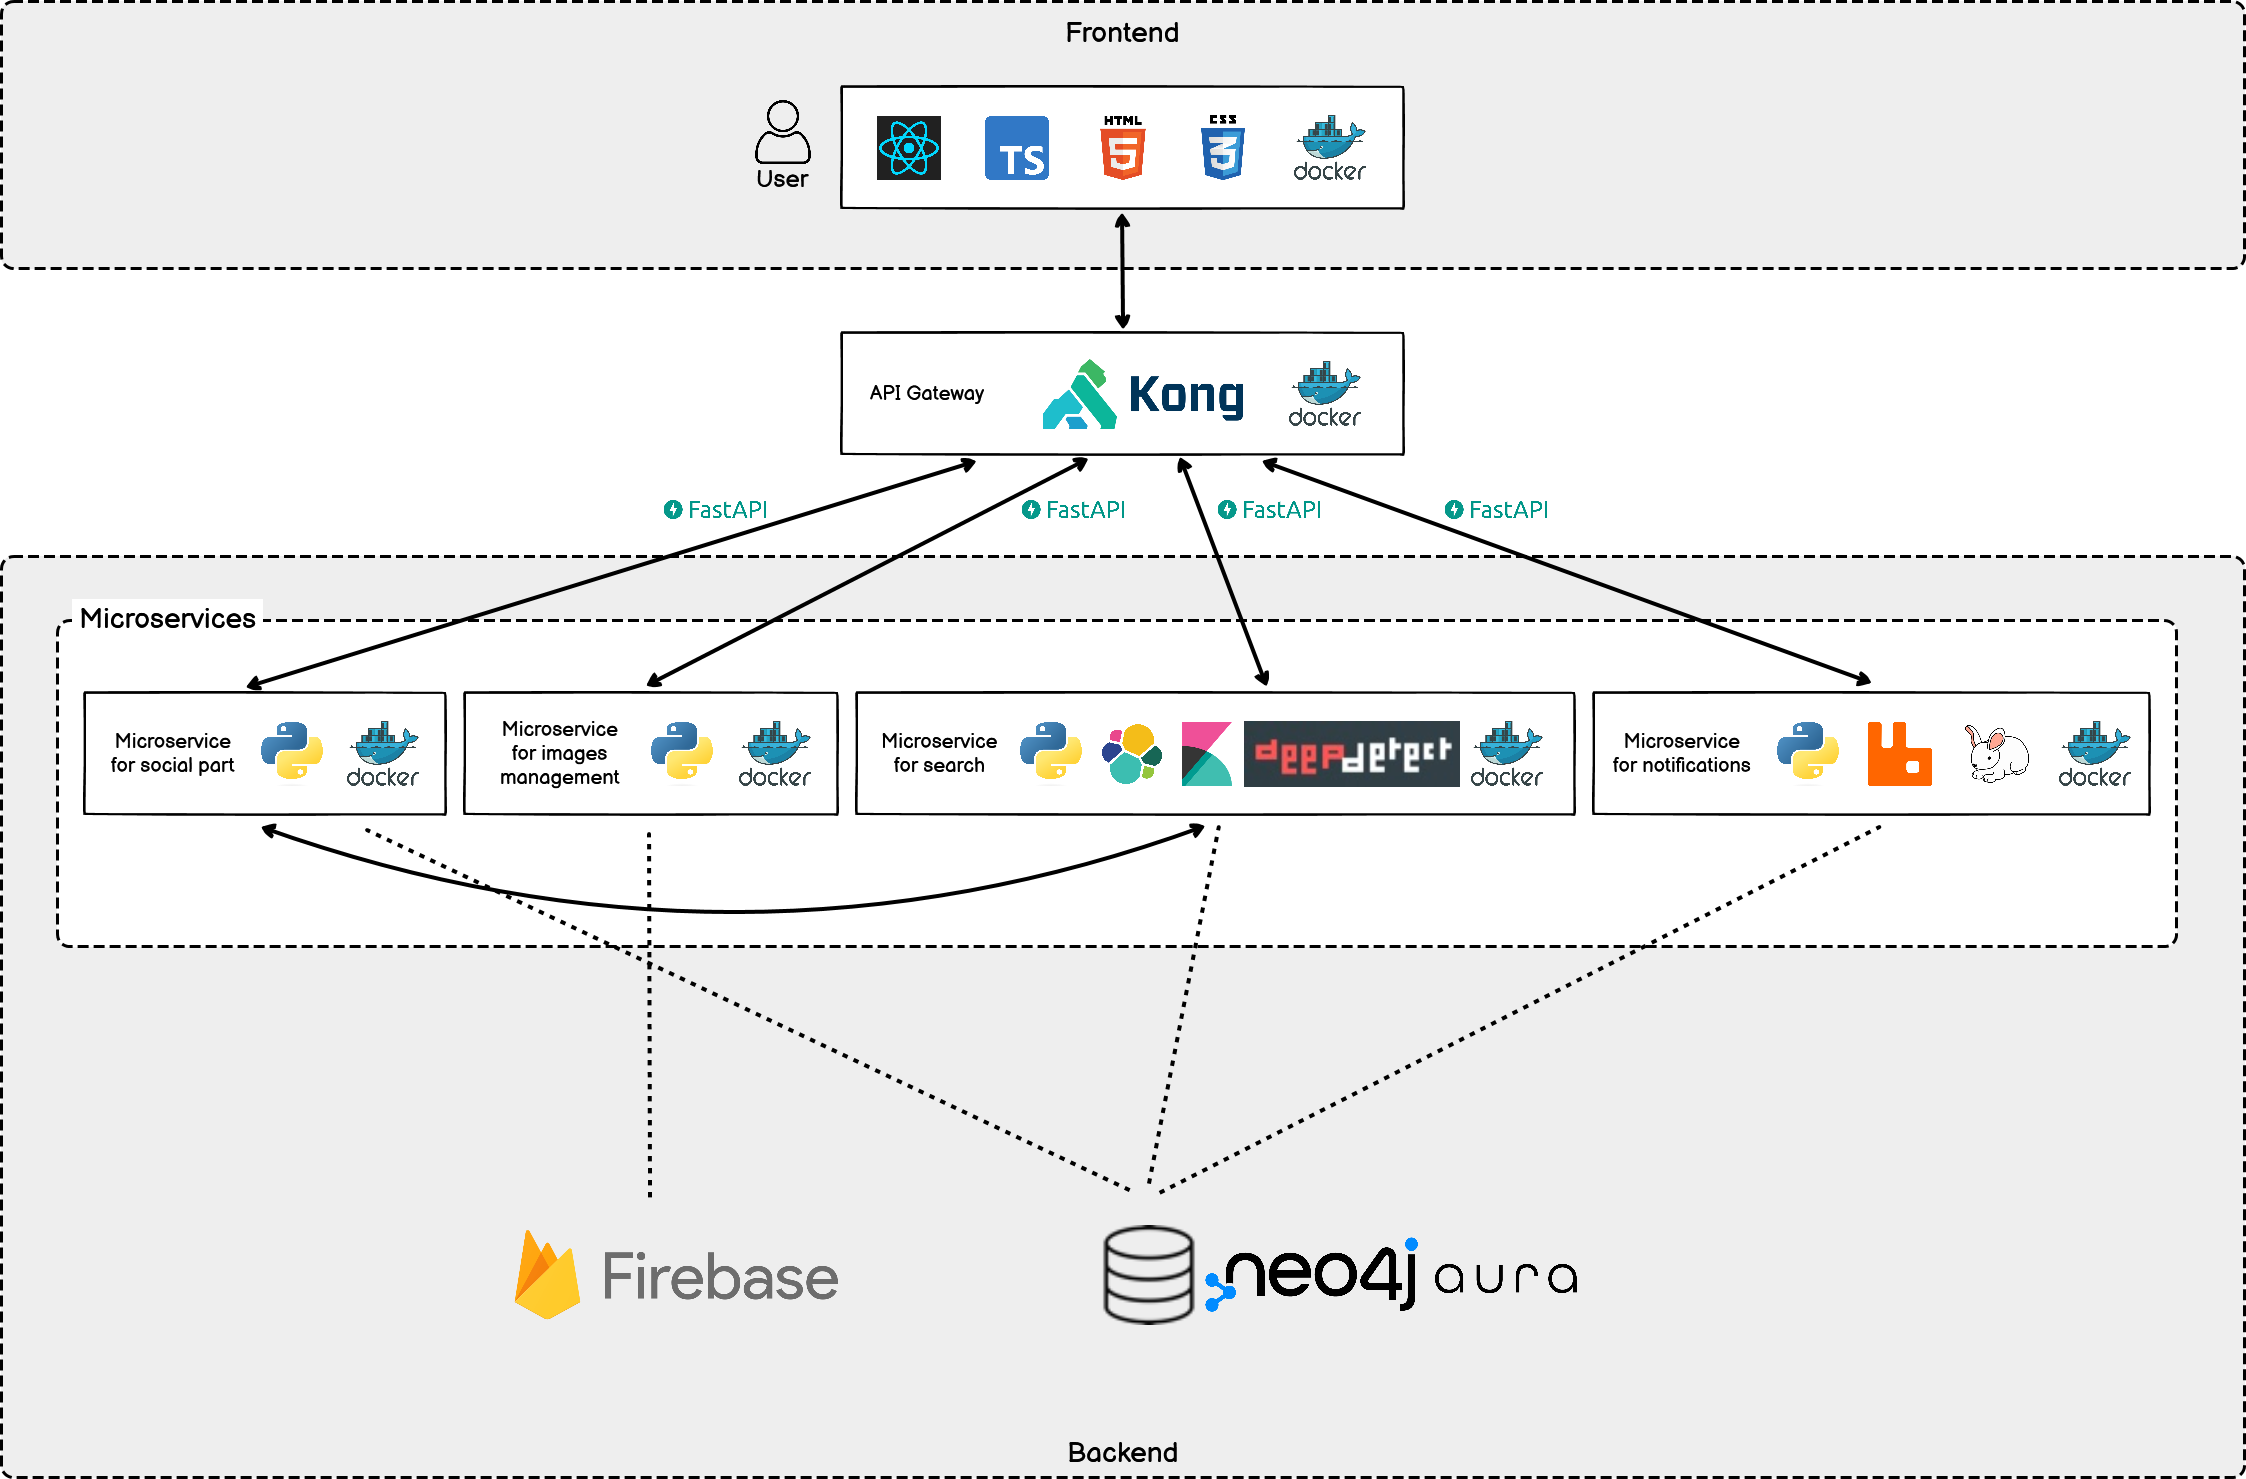 Frontend
User
TS
HTML
5
CSS
3
docker
API Gateway
Kong
docker
FastAPI
FastAPI
FastAPI
FastAPI
Microservices
Microservice
for social part
docker
Microservice
for images
management
docker
Microservice
for search
deepdetect
docker
Microservice
for notifications
docker
Firebase
neo4j aura
Backend